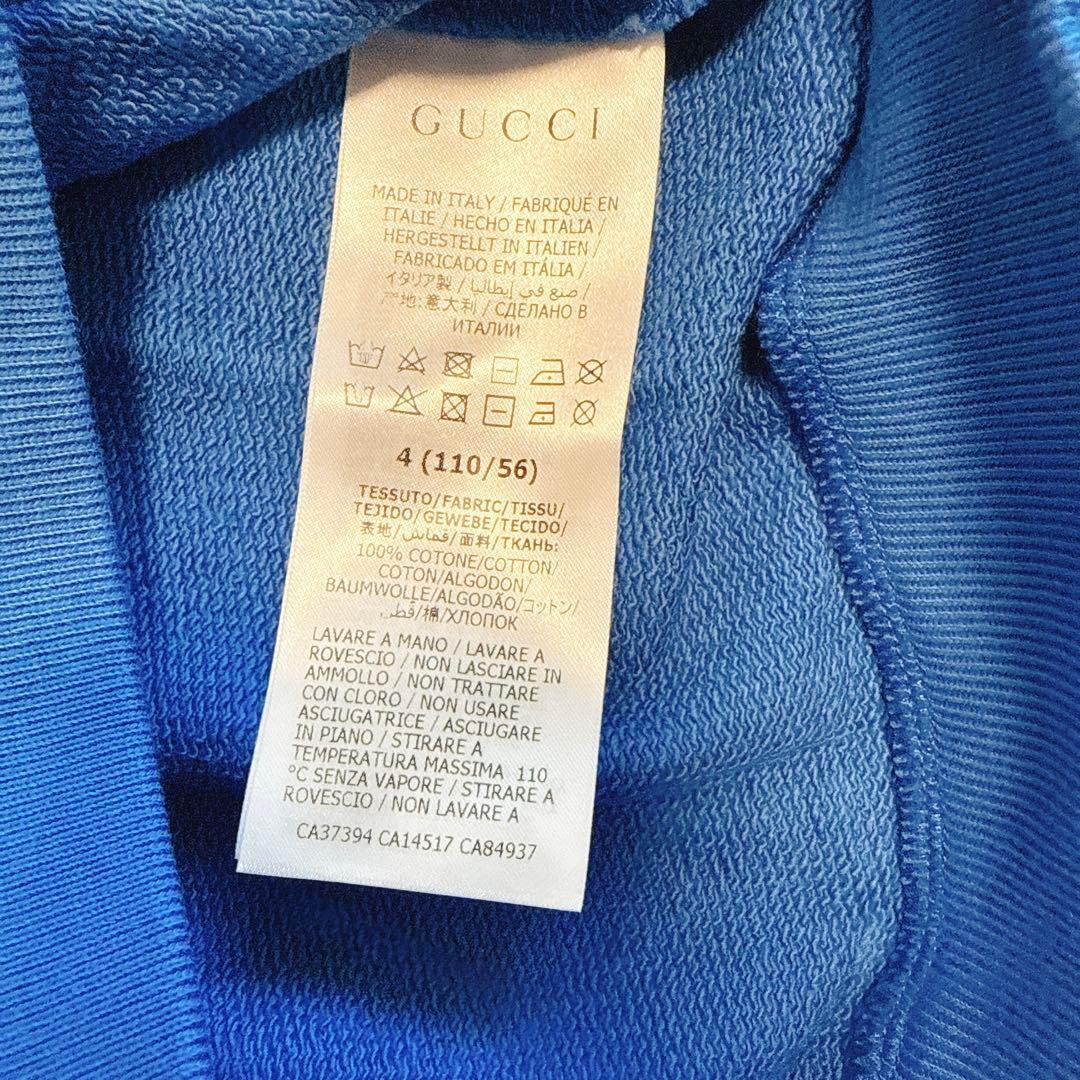 GUCCI
MADE IN ITALY / FABRIQUÉ EN
ITALIE / HECHO EN ITALIA /
HERGESTELLT IN ITALIEN /
FABRICADO EM ITÁLIA /
イタリア製 / صنع في إيطاليا /
产地:意大利 / СДЕЛАНО В
ИТАЛИИ
4 (110/56)
TESSUTO/FABRIC/TISSU/
TEJIDO/GEWEBE/TECIDO/
表地/قماش/面料/ТКАНЬ:
100% COTONE/COTTON/
COTON/ALGODON/
BAUMWOLLE/ALGODÃO/コットン/
قطن/棉/ХЛОПОК
LAVARE A MANO / LAVARE A
ROVESCIO / NON LASCIARE IN
AMMOLLO / NON TRATTARE
CON CLORO / NON USARE
ASCIUGATRICE / ASCIUGARE
IN PIANO / STIRARE A
TEMPERATURA MASSIMA 110
°C SENZA VAPORE / STIRARE A
ROVESCIO / NON LAVARE A
CA37394 CA14517 CA84937